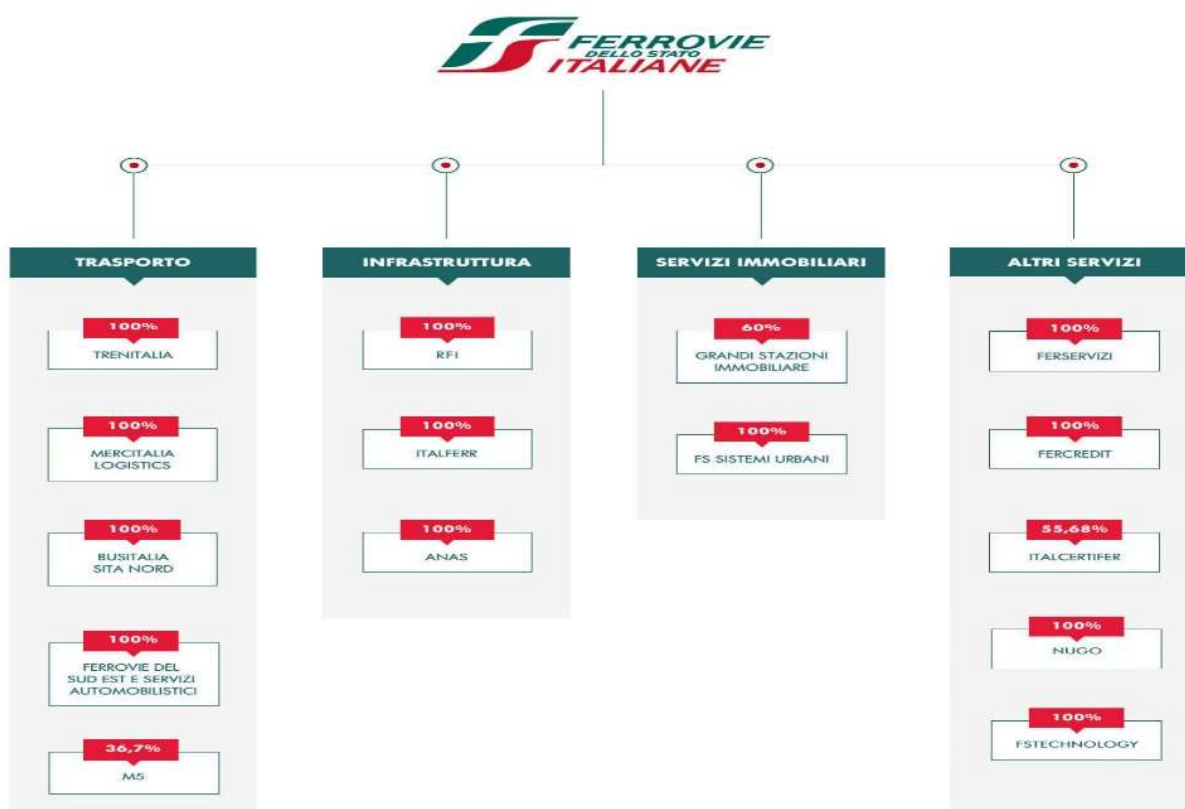 FERROVIE
DELLO STATO
ITALIANE
TRASPORTO
100%
TRENITALIA
100%
MERCITALIA
LOGISTICS
100%
BUSITALIA
SITA NORD
100%
FERROVIE DEL
SUD EST E SERVIZI
AUTOMOBILISTICI
36,7%
M5
INFRASTRUTTURA
100%
RFI
100%
ITALFERR
100%
ANAS
SERVIZI IMMOBILIARI
60%
GRANDI STAZIONI
IMMOBILIARE
100%
FS SISTEMI URBANI
ALTRI SERVIZI
100%
FERSERVIZI
100%
FERCREDIT
55,68%
ITALCERTIFER
100%
NUGO
100%
FSTECHNOLOGY